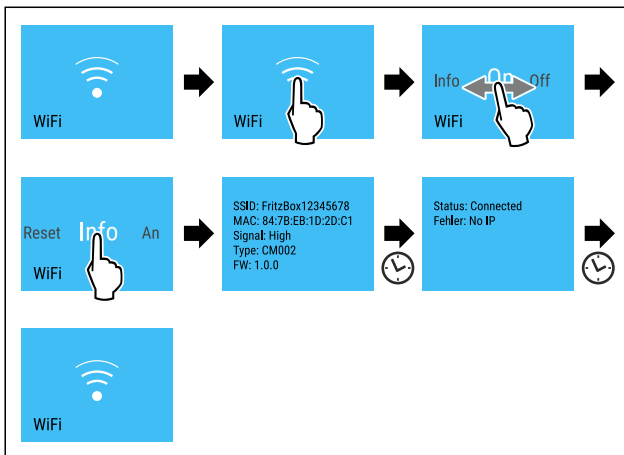 WiFi
WiFi
Info On Off
WiFi
Reset Info An
WiFi
SSID: FritzBox12345678
MAC: 84:7B:EB:1D:2D:C1
Signal: High
Type: CM002
FW: 1.0.0
Status: Connected
Fehler: No IP
WiFi